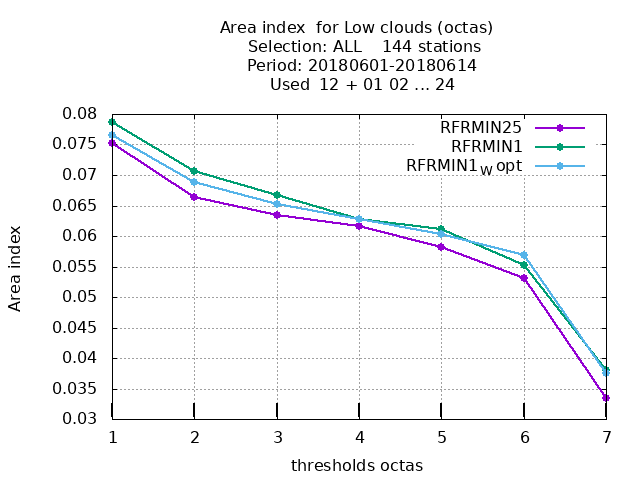 Area index  for Low clouds (octas)
Selection: ALL    144 stations
Period: 20180601-20180614
Used  12 + 01 02 ... 24
RFRMIN25
RFRMIN1
RFRMIN1W opt
0.08
0.075
0.07
0.065
0.06
0.055
0.05
0.045
0.04
0.035
0.03
Area index
1 2 3 4 5 6 7
thresholds octas